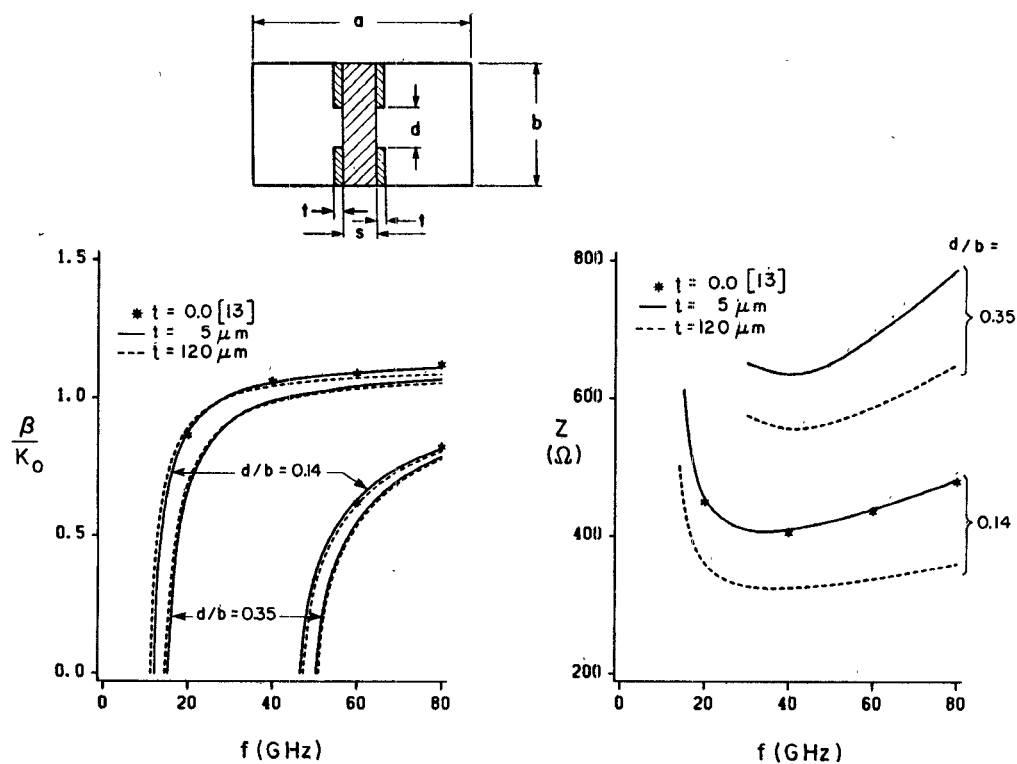 a
b
d
t
t
s
1.5
* t = 0.0 [13]
— t = 5 μm
---- t = 120 μm
1.0
β
K₀
d/b = 0.14
0.5
d/b = 0.35
0.0
0 20 40 60 80
f (GHz)
d/b =
800
* t = 0.0 [13]
— t = 5 μm
---- t = 120 μm
0.35
600
Z
(Ω)
400
0.14
200
0 20 40 60 80
f (GHz)